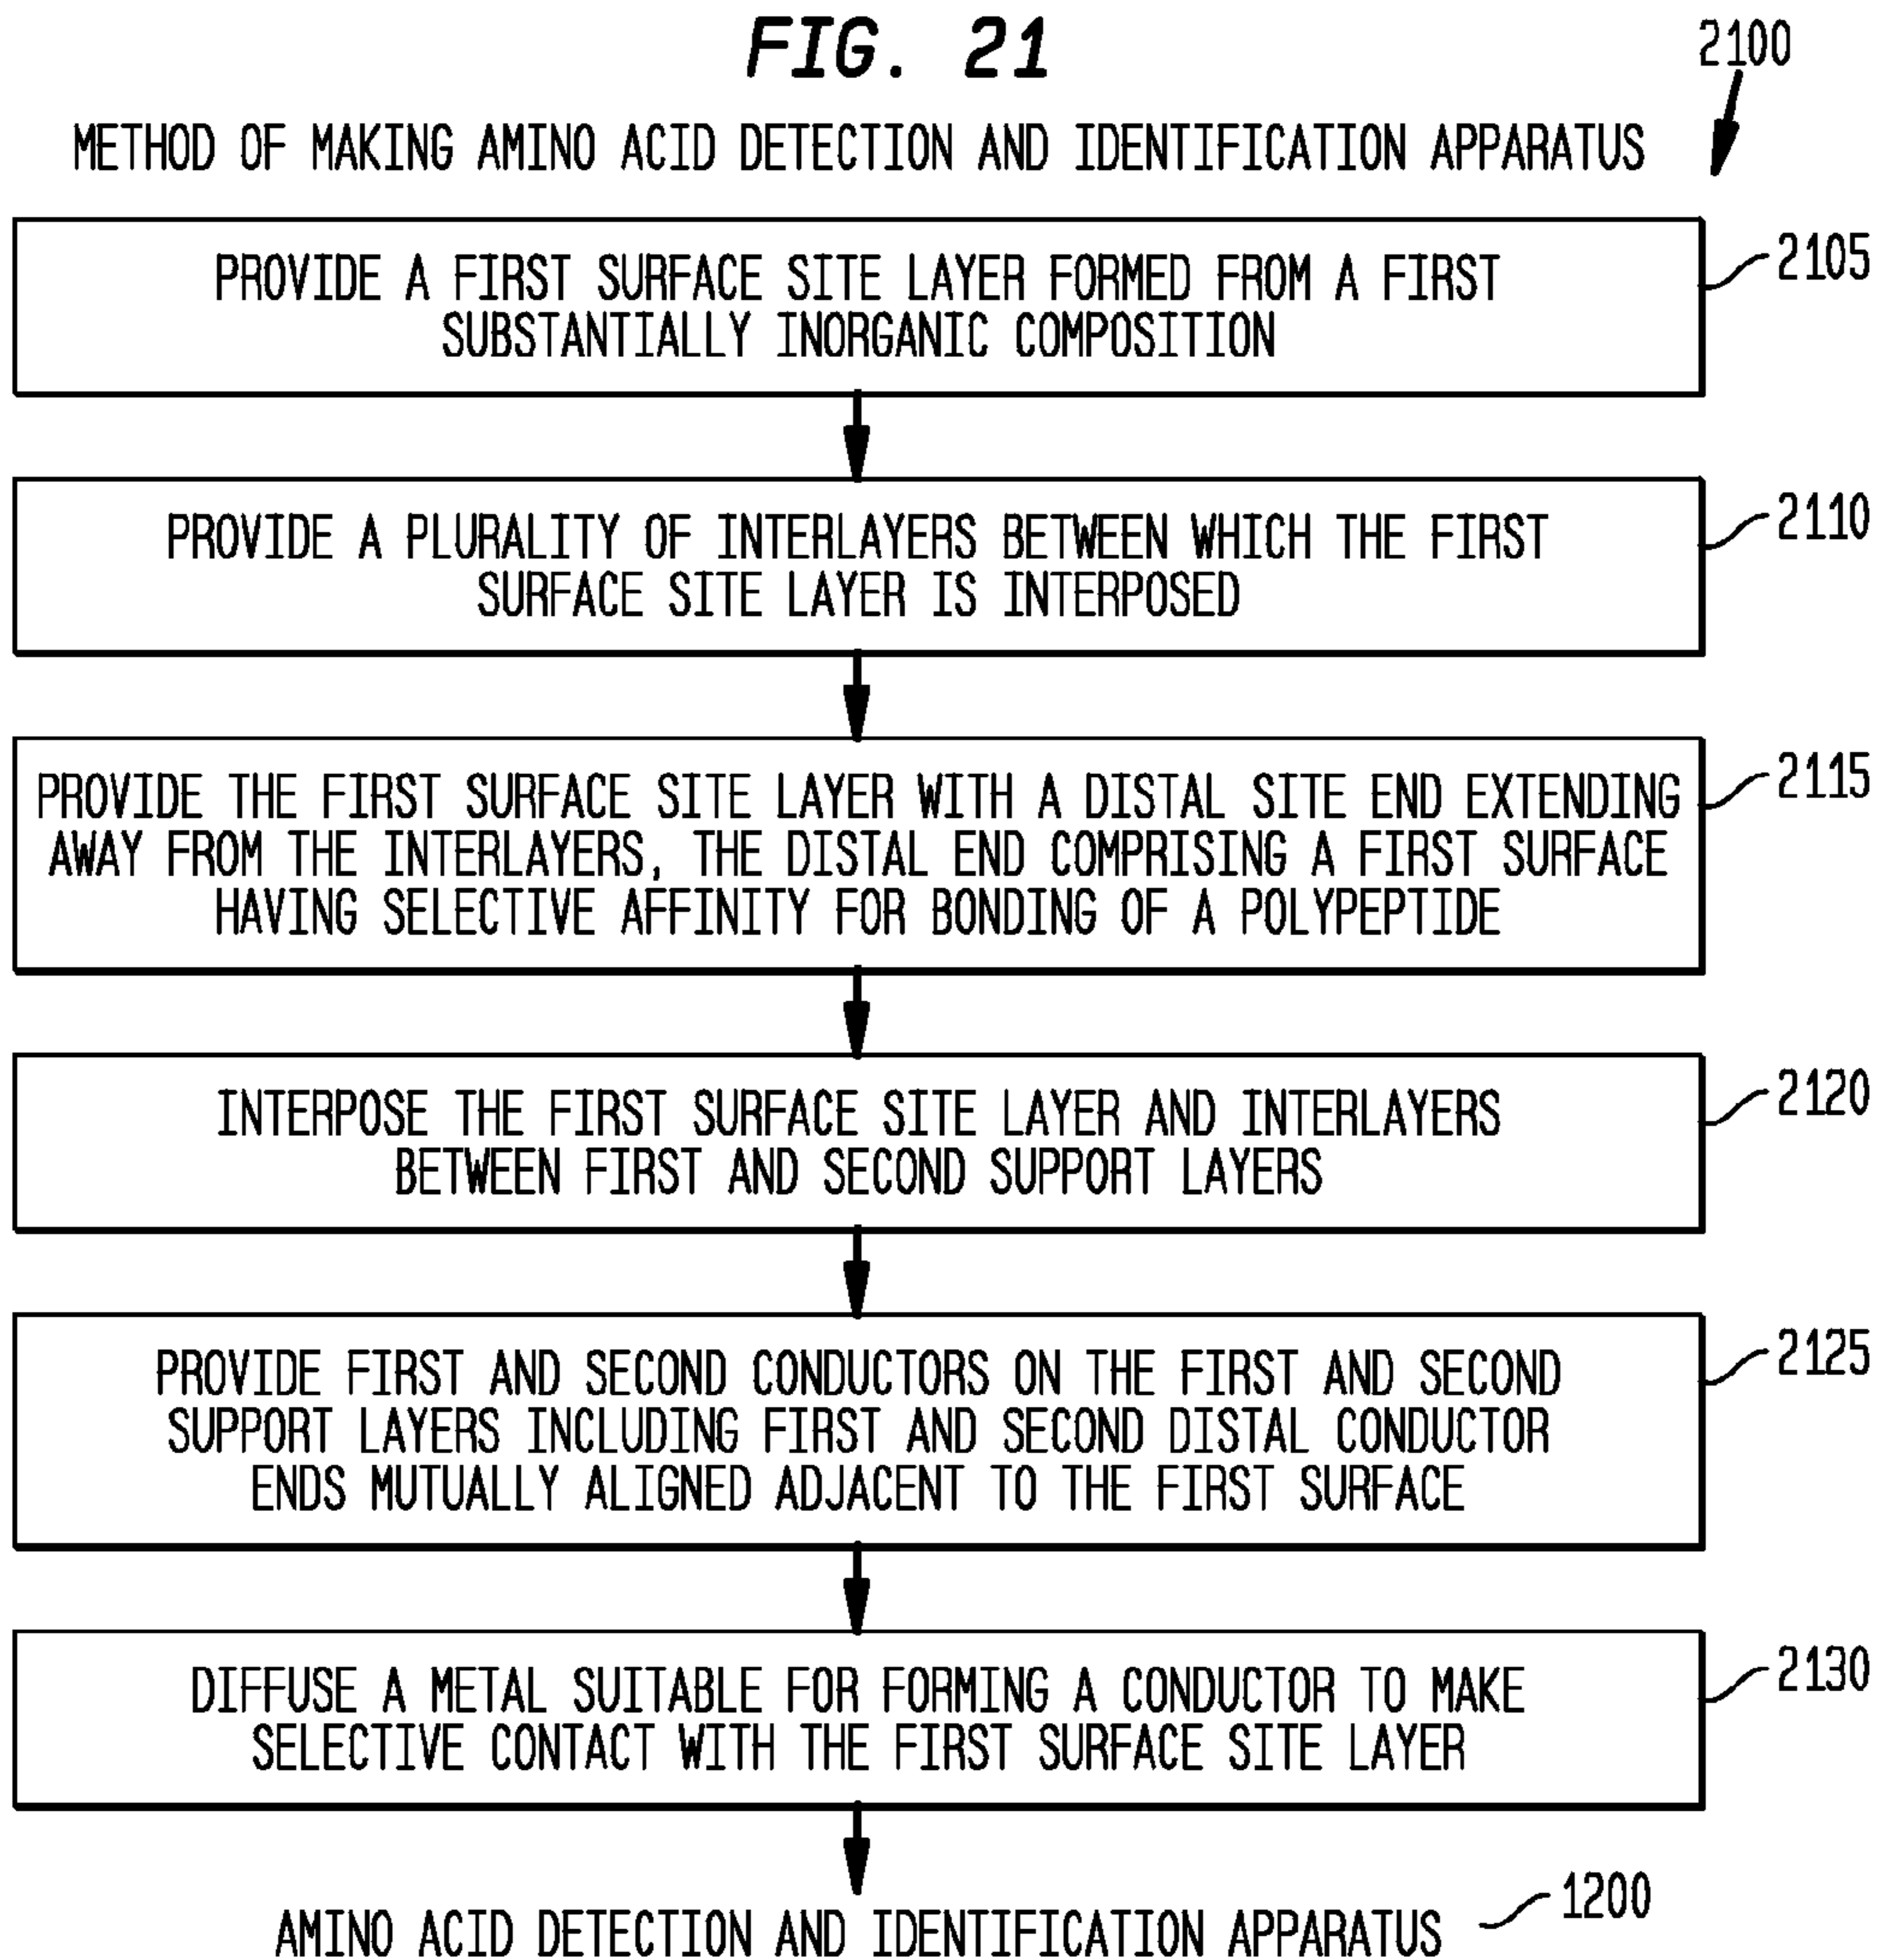 FIG. 21
2100
METHOD OF MAKING AMINO ACID DETECTION AND IDENTIFICATION APPARATUS
PROVIDE A FIRST SURFACE SITE LAYER FORMED FROM A FIRST
SUBSTANTIALLY INORGANIC COMPOSITION
2105
PROVIDE A PLURALITY OF INTERLAYERS BETWEEN WHICH THE FIRST
SURFACE SITE LAYER IS INTERPOSED
2110
PROVIDE THE FIRST SURFACE SITE LAYER WITH A DISTAL SITE END EXTENDING
AWAY FROM THE INTERLAYERS, THE DISTAL END COMPRISING A FIRST SURFACE
HAVING SELECTIVE AFFINITY FOR BONDING OF A POLYPEPTIDE
2115
INTERPOSE THE FIRST SURFACE SITE LAYER AND INTERLAYERS
BETWEEN FIRST AND SECOND SUPPORT LAYERS
2120
PROVIDE FIRST AND SECOND CONDUCTORS ON THE FIRST AND SECOND
SUPPORT LAYERS INCLUDING FIRST AND SECOND DISTAL CONDUCTOR
ENDS MUTUALLY ALIGNED ADJACENT TO THE FIRST SURFACE
2125
DIFFUSE A METAL SUITABLE FOR FORMING A CONDUCTOR TO MAKE
SELECTIVE CONTACT WITH THE FIRST SURFACE SITE LAYER
2130
AMINO ACID DETECTION AND IDENTIFICATION APPARATUS
1200